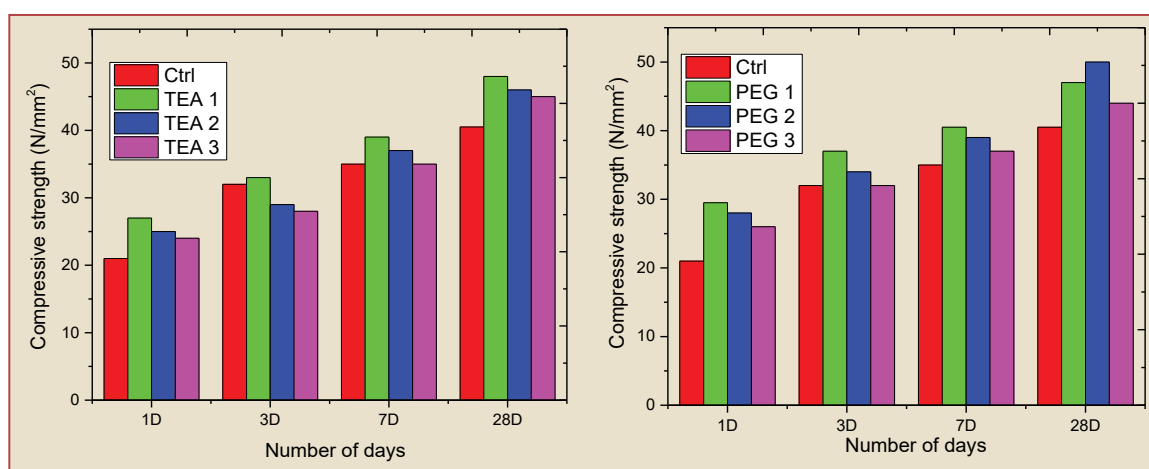 Compressive strength (N/mm²)
50
40
30
20
10
0
Ctrl
TEA 1
TEA 2
TEA 3
1D 3D 7D 28D
Number of days
Compressive strength (N/mm²)
50
40
30
20
10
0
Ctrl
PEG 1
PEG 2
PEG 3
1D 3D 7D 28D
Number of days